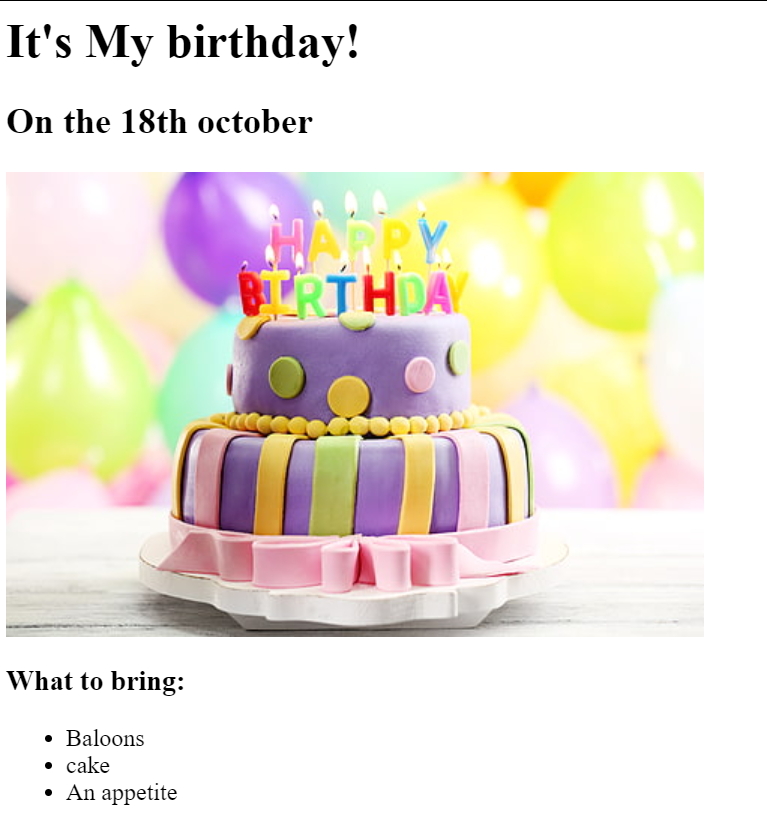 It's My birthday!
On the 18th october
HAPPY
BIRTHDAY
What to bring:
Baloons
cake
An appetite